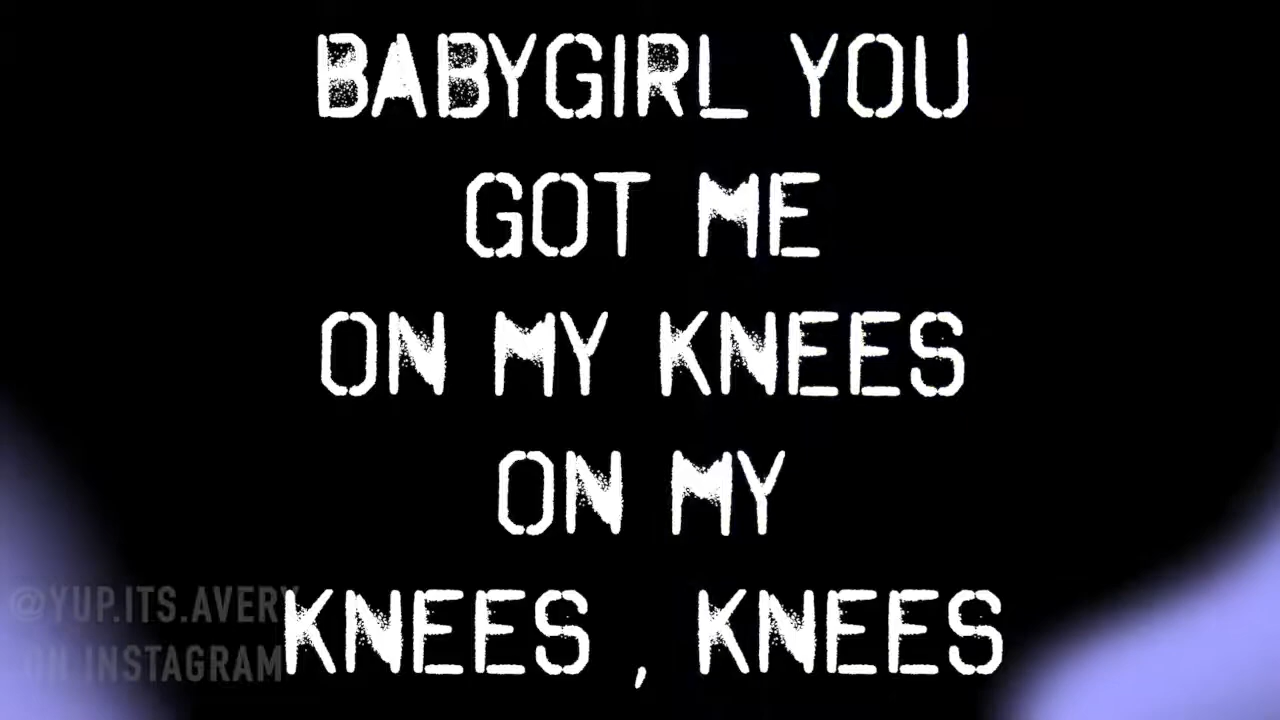 BABYGIRL YOU
GOT ME
ON MY KNEES
ON MY
KNEES , KNEES
@YUP.ITS.AVERY
ON INSTAGRAM